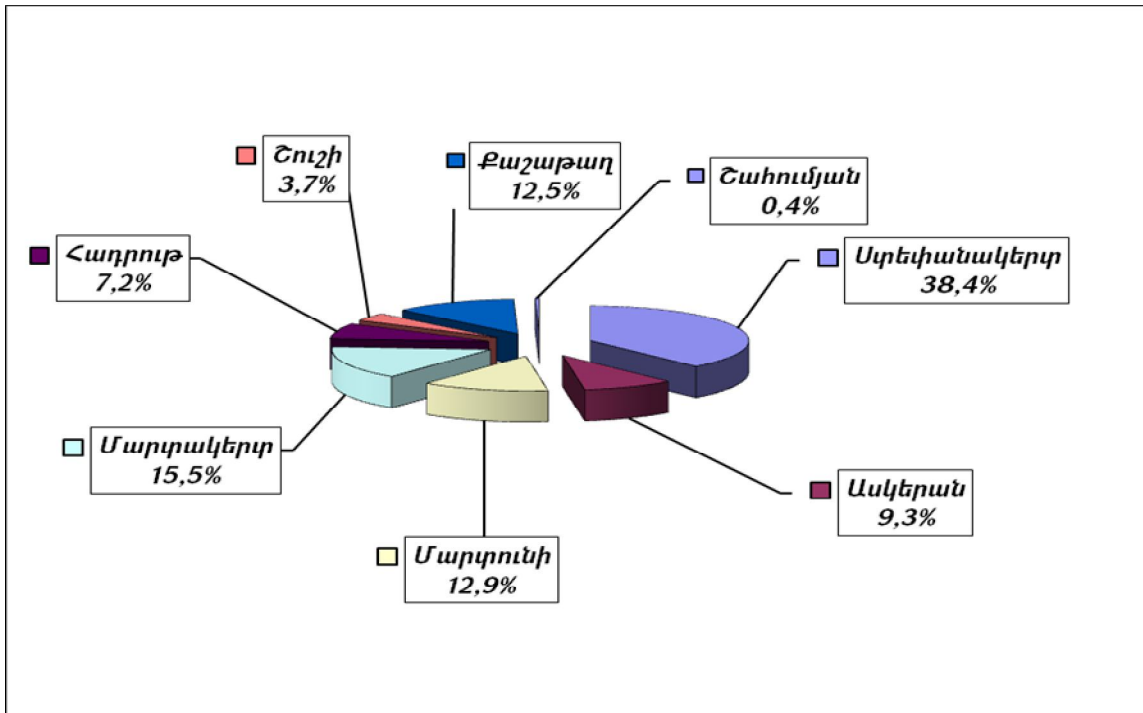 Շուշի
3,7%
Քաշաթաղ
12,5%
Շահումյան
0,4%
Հադրութ
7,2%
Ստեփանակերտ
38,4%
Մարտակերտ
15,5%
Ասկերան
9,3%
Մարտունի
12,9%